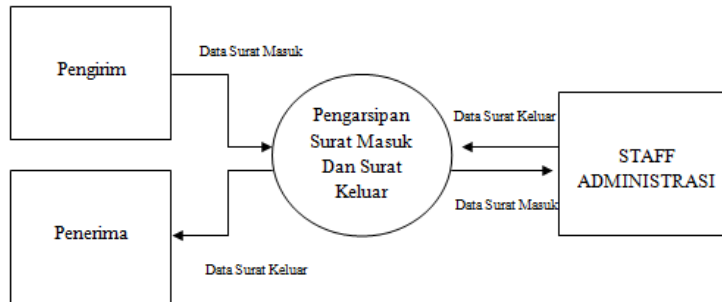 Data Surat Masuk
Pengirim
Pengarsipan
Surat Masuk
Dan Surat
Keluar
Data Surat Keluar
STAFF
ADMINISTRASI
Data Surat Masuk
Penerima
Data Surat Keluar